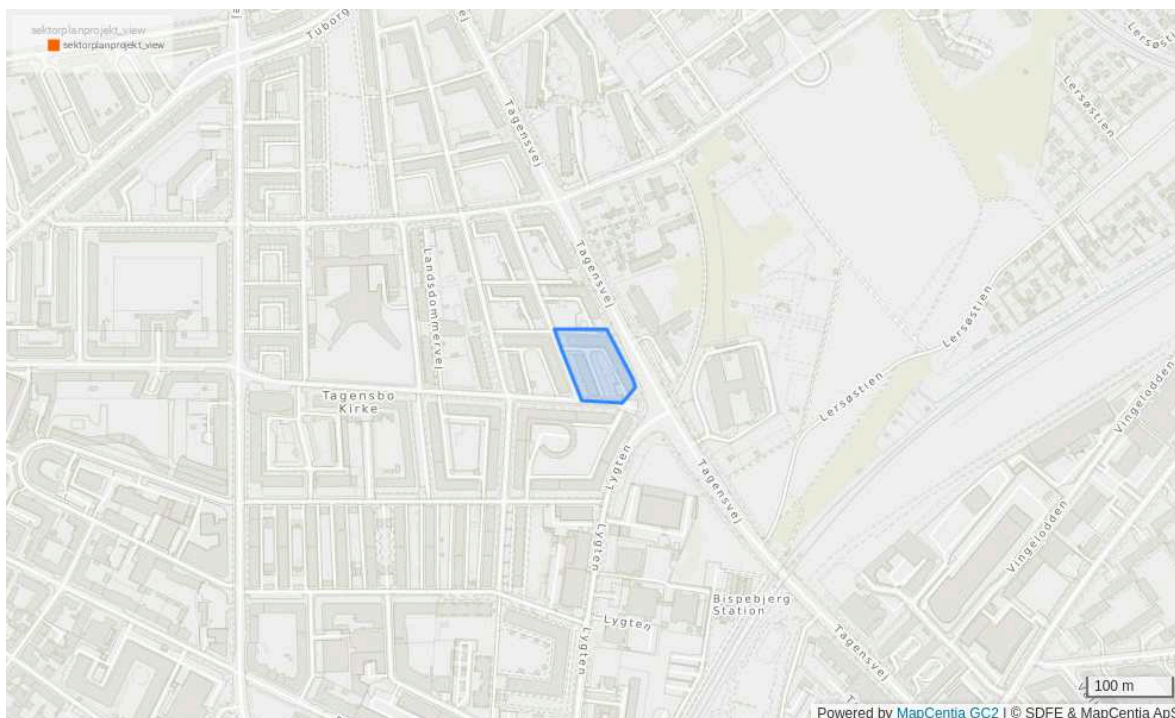 sektorplanprojekt_view
sektorplanprojekt_view
Tuborg
Tagensvej
Lersøstien
Lersøstien
Tagensvej
Landsdommervej
Lersøstien
Vingelodden
Tagensbo
Kirke
Lersøstien
Lygten
Tagensvej
Vingelodden
Lygten
Bispebjerg
Station
Lygten
Lygten
Tagensvej
100 m
Powered by MapCentia GC2 | © SDFE & MapCentia ApS